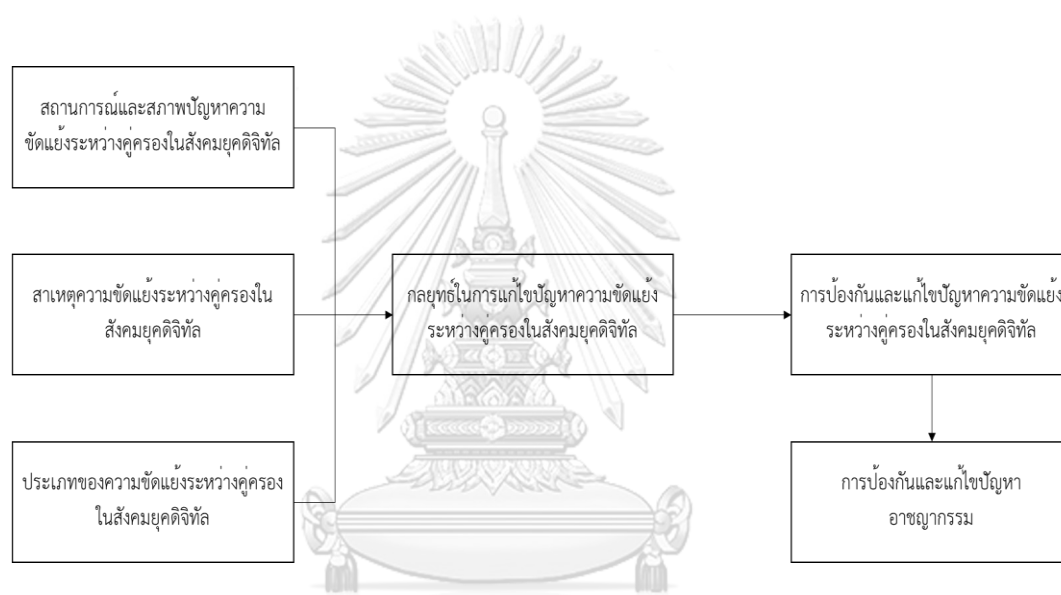 สถานการณ์และสภาพปัญหาความ
ขัดแย้งระหว่างคู่ครองในสังคมยุคดิจิทัล
สาเหตุความขัดแย้งระหว่างคู่ครองใน
สังคมยุคดิจิทัล
ประเภทของความขัดแย้งระหว่างคู่ครอง
ในสังคมยุคดิจิทัล
กลยุทธ์ในการแก้ไขปัญหาความขัดแย้ง
ระหว่างคู่ครองในสังคมยุคดิจิทัล
การป้องกันและแก้ไขปัญหาความขัดแย้ง
ระหว่างคู่ครองในสังคมยุคดิจิทัล
การป้องกันและแก้ไขปัญหา
อาชญากรรม